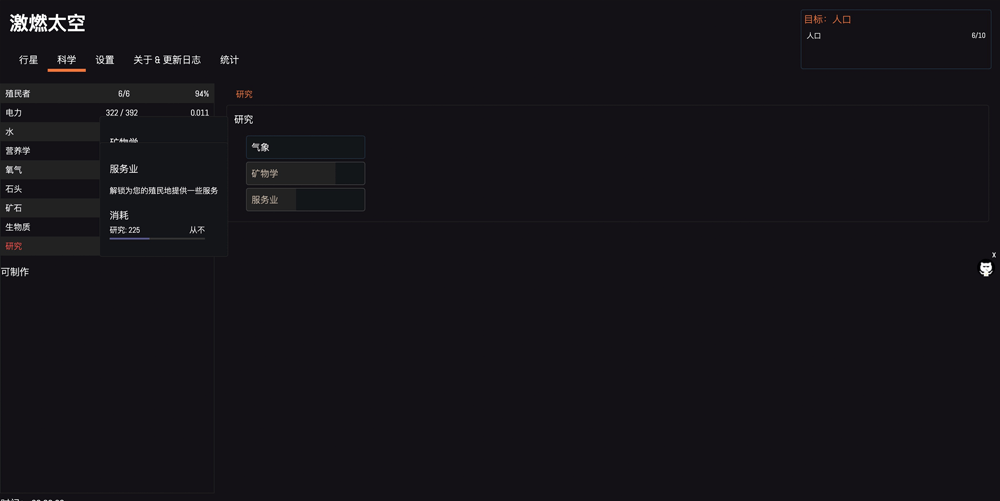 激燃太空
目标：人口
人口 6/10
行星 科学 设置 关于 & 更新日志 统计
殖民者 6/6 94%
电力 322 / 392 0.011
水
营养学
氧气
石头
矿石
生物质
研究
可制作
矿物学
服务业
解锁为您的殖民地提供一些服务
消耗
研究: 225 从不
研究
研究
气象
矿物学
服务业
x